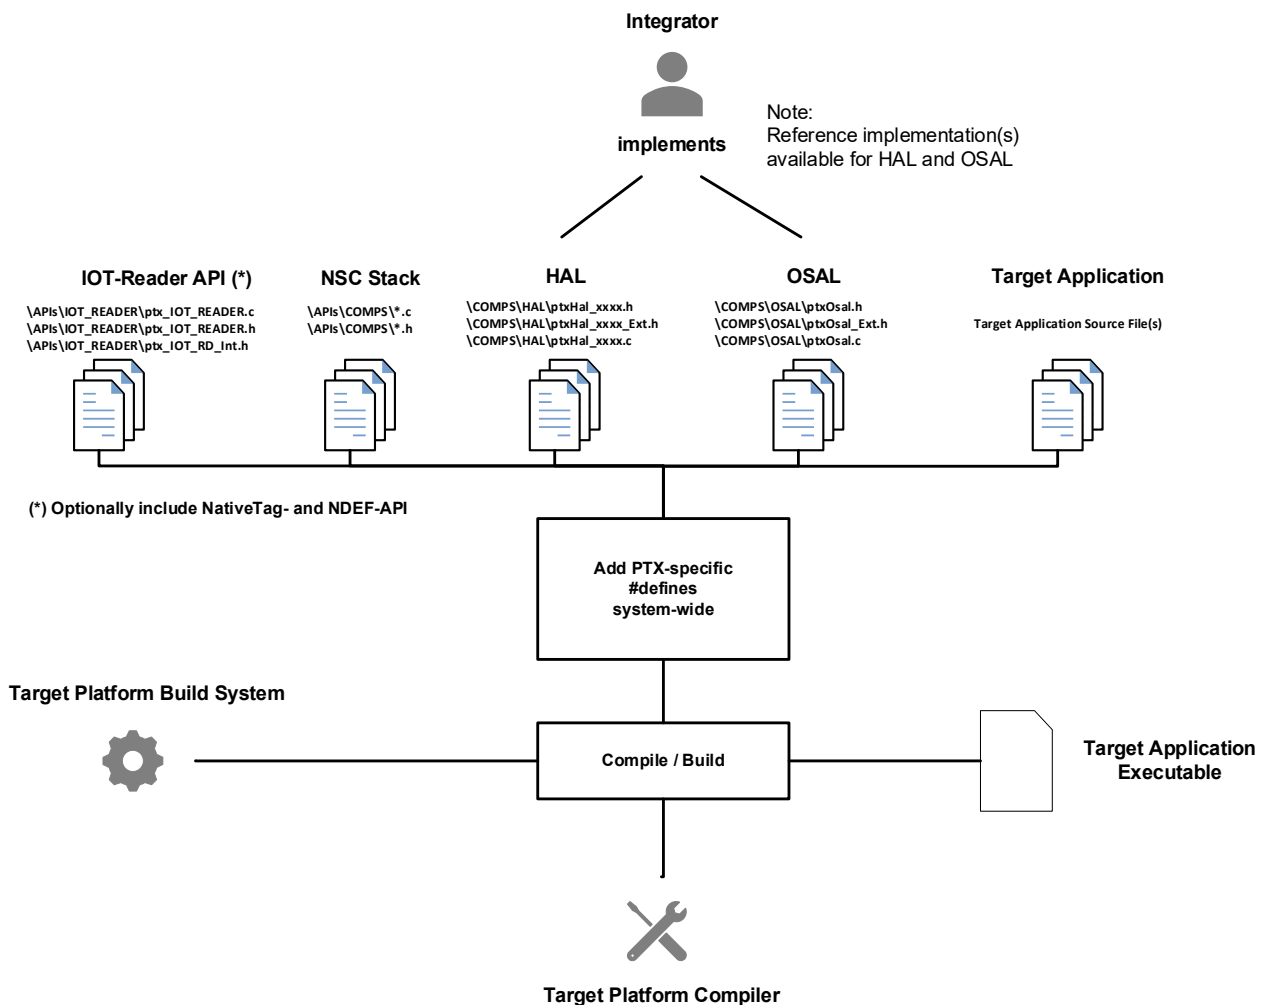 Integrator
implements
Note:
Reference implementation(s)
available for HAL and OSAL
IOT-Reader API (*)
\APIs\IOT_READER\ptx_IOT_READER.c
\APIs\IOT_READER\ptx_IOT_READER.h
\APIs\IOT_READER\ptx_IOT_RD_Int.h
NSC Stack
\APIs\COMPS\*.c
\APIs\COMPS\*.h
HAL
\COMPS\HAL\ptxHal_xxxx.h
\COMPS\HAL\ptxHal_xxxx_Ext.h
\COMPS\HAL\ptxHal_xxxx.c
OSAL
\COMPS\OSAL\ptxOsal.h
\COMPS\OSAL\ptxOsal_Ext.h
\COMPS\OSAL\ptxOsal.c
Target Application
Target Application Source File(s)
(*) Optionally include NativeTag- and NDEF-API
Add PTX-specific
#defines
system-wide
Target Platform Build System
Compile / Build
Target Application
Executable
Target Platform Compiler